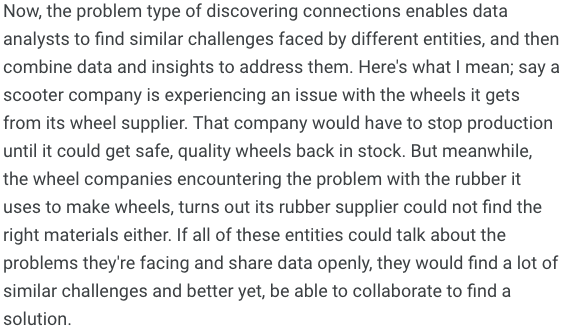 Now, the problem type of discovering connections enables data
analysts to find similar challenges faced by different entities, and then
combine data and insights to address them. Here's what I mean; say a
scooter company is experiencing an issue with the wheels it gets
from its wheel supplier. That company would have to stop production
until it could get safe, quality wheels back in stock. But meanwhile,
the wheel companies encountering the problem with the rubber it
uses to make wheels, turns out its rubber supplier could not find the
right materials either. If all of these entities could talk about the
problems they're facing and share data openly, they would find a lot of
similar challenges and better yet, be able to collaborate to find a
solution.